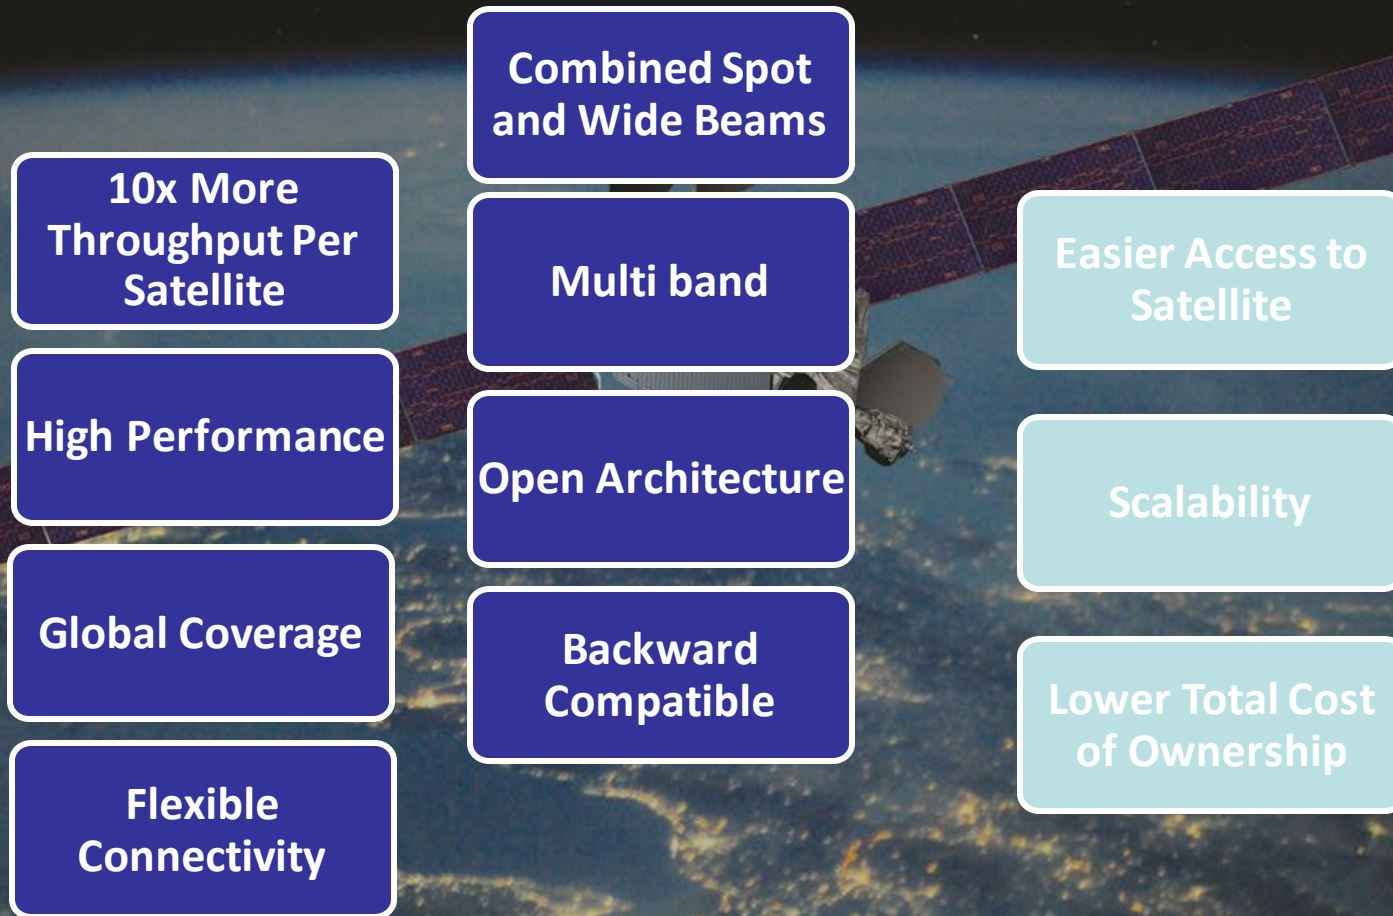 10x More
Throughput Per
Satellite
High Performance
Global Coverage
Flexible
Connectivity
Combined Spot
and Wide Beams
Multi band
Open Architecture
Backward
Compatible
Easier Access to
Satellite
Scalability
Lower Total Cost
of Ownership